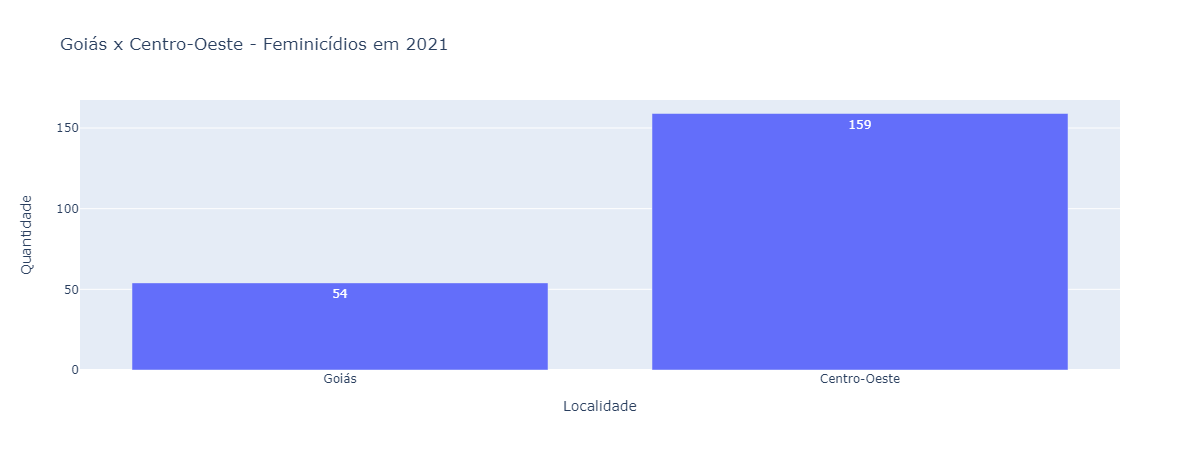 Goiás x Centro-Oeste - Feminicídios em 2021
Quantidade
150
100
50
0
54
159
Goiás
Centro-Oeste
Localidade